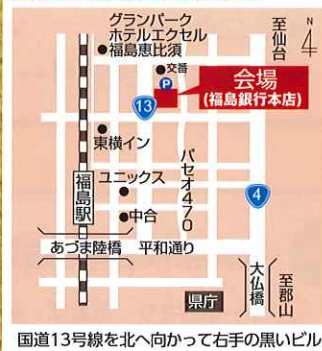 グランパーク
ホテルエクセル
福島恵比須
至仙台
N
4
交番
P
会場
(福島銀行本店)
13
東横イン
パセオ470
ユニックス
福島駅
中合
4
あづま陸橋
平和通り
大仏橋
至郡山
県庁
国道13号線を北へ向かって右手の黒いビル